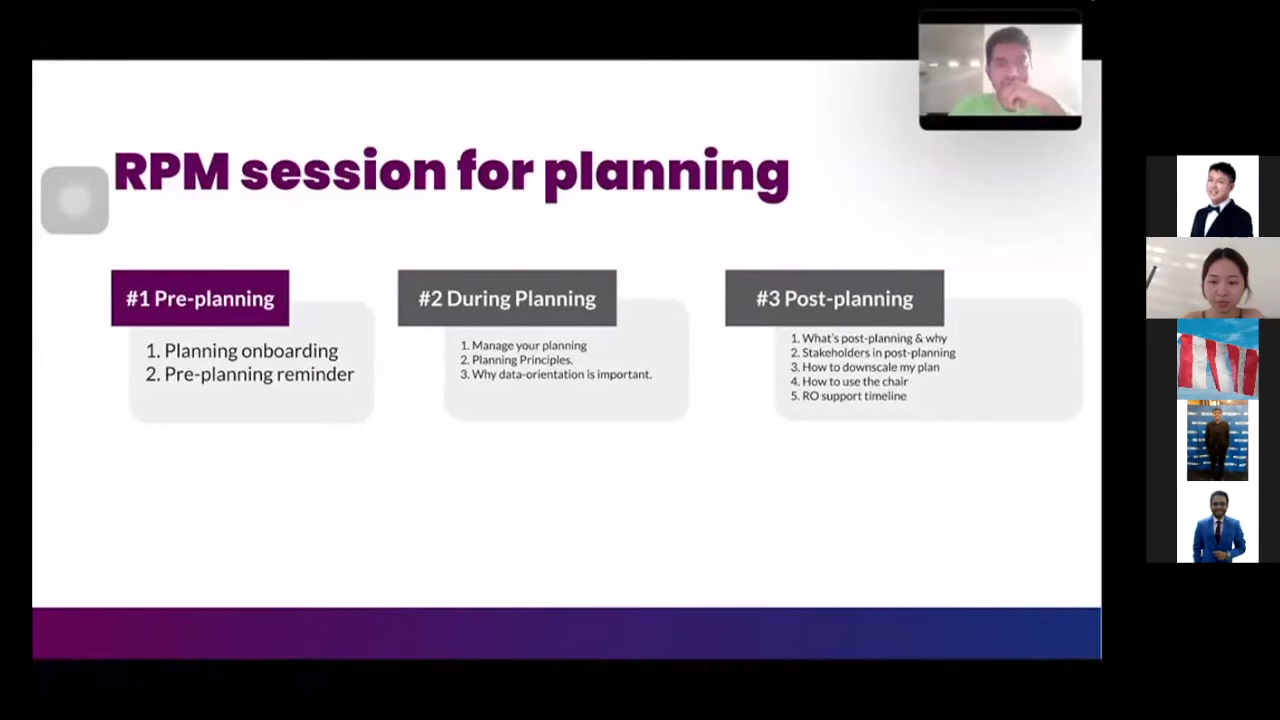 RPM session for planning
#1 Pre-planning
1. Planning onboarding
2. Pre-planning reminder
#2 During Planning
1. Manage your planning
2. Planning Principles.
3. Why data-orientation is important.
#3 Post-planning
1. What's post-planning & why
2. Stakeholders in post-planning
3. How to downscale my plan
4. How to use the chair
5. RO support timeline